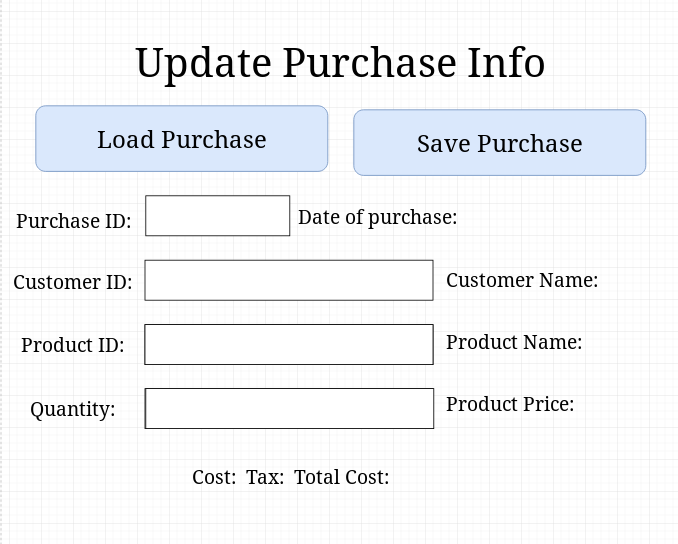 Update Purchase Info
Load Purchase
Save Purchase
Purchase ID:
Date of purchase:
Customer ID:
Customer Name:
Product ID:
Product Name:
Quantity:
Product Price:
Cost: Tax: Total Cost: